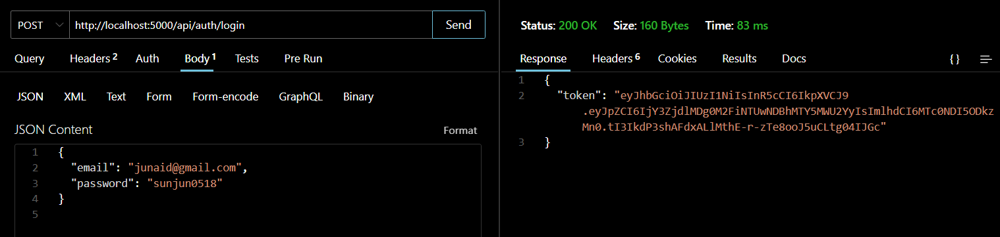 POST http://localhost:5000/api/auth/login Send
Query Headers 2 Auth Body 1 Tests Pre Run
JSON XML Text Form Form-encode GraphQL Binary
JSON Content Format
1 {
2 "email": "junaid@gmail.com",
3 "password": "sunjun0518"
4 }
5
Status: 200 OK Size: 160 Bytes Time: 83 ms
Response Headers 6 Cookies Results Docs {}
1 {
2 "token": "eyJhbGciOiJIUzI1NiIsInR5cCI6IkpXVCJ9
.eyJpZCI6IjY3ZjdlMDg0M2FiNTUwNDBhMTY5MWU2YyIsImlhdCI6MTc0NDI5ODkz
Mn0.tI3IkdP3shAFdxALlMthE-r-zTe8ooJ5uCLtg04IJGc"
3 }